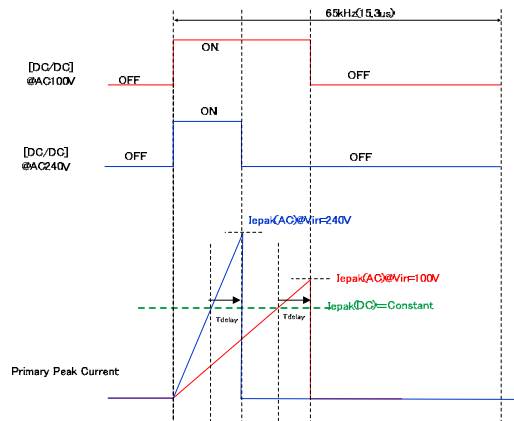 65kHz(15.3us)
[DC/DC]
@AC100V
OFF
ON
OFF
[DC/DC]
@AC240V
OFF
ON
OFF
Iepak(AC)@Vin=240V
Iepak(AC)@Vin=100V
Iepak(DC)=Constant
Tdelay
Tdelay
Primary Peak Current